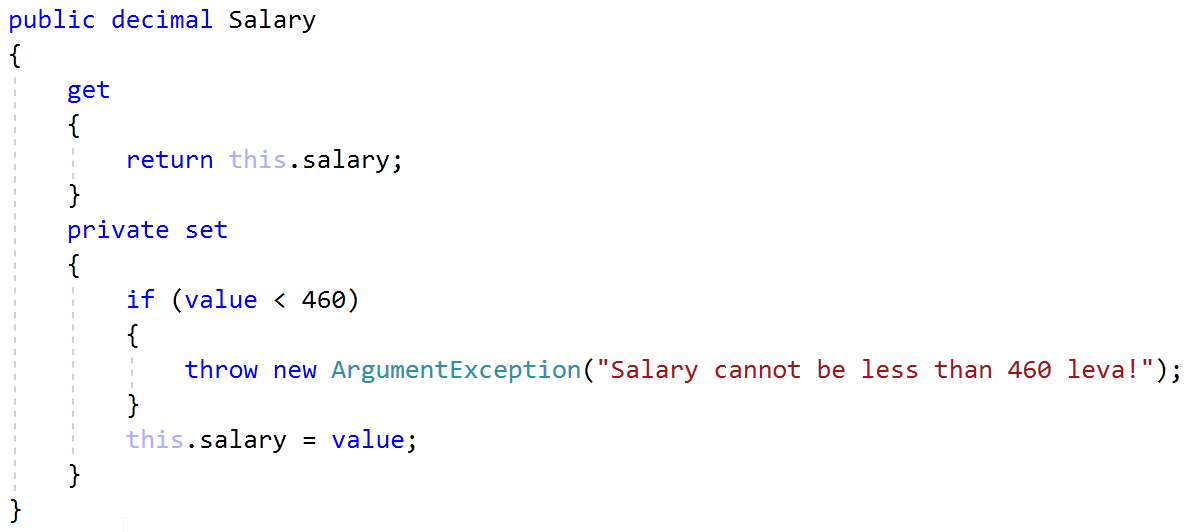 public decimal Salary
{
    get
    {
        return this.salary;
    }
    private set
    {
        if (value < 460)
        {
            throw new ArgumentException("Salary cannot be less than 460 leva!");
        }
        this.salary = value;
    }
}